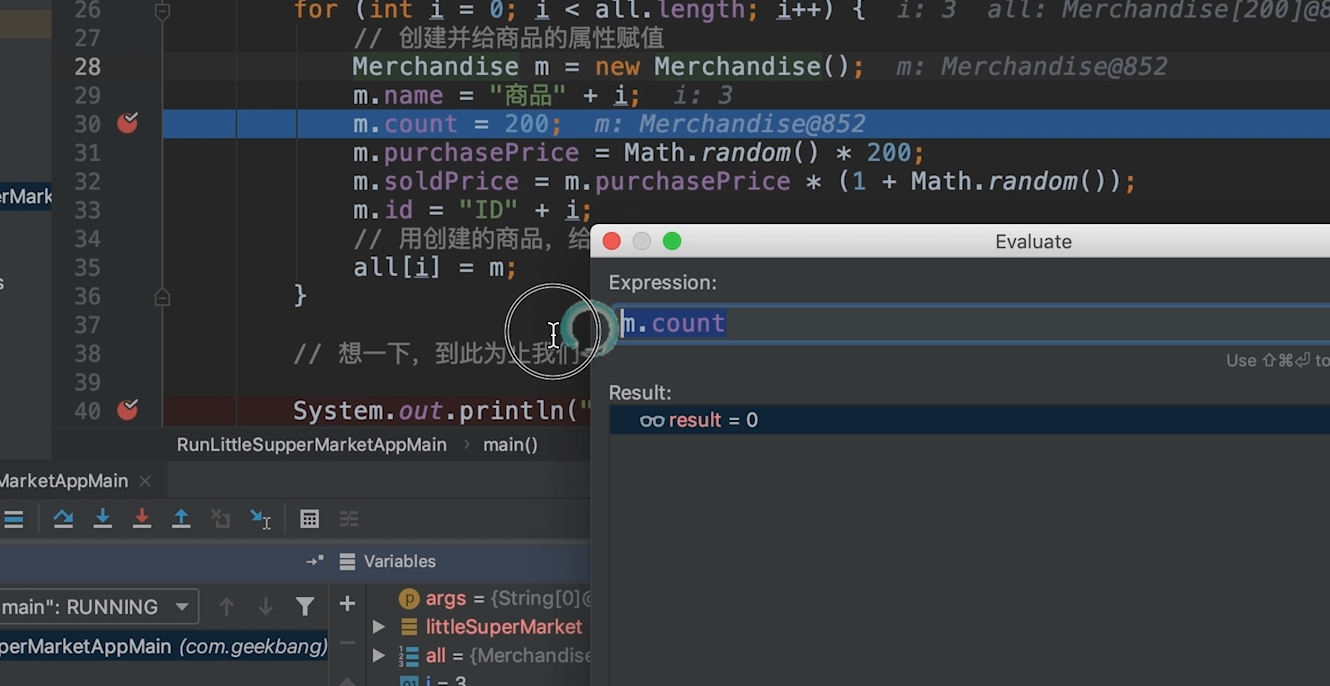 26 for (int i = 0; i < all.length; i++) { i: 3 all: Merchandise[200]@8
27 // 创建并给商品的属性赋值
28 Merchandise m = new Merchandise(); m: Merchandise@852
29 m.name = "商品" + i; i: 3
30 m.count = 200; m: Merchandise@852
31 m.purchasePrice = Math.random() * 200;
32 m.soldPrice = m.purchasePrice * (1 + Math.random());
33 m.id = "ID" + i;
34 // 用创建的商品，给
35 all[i] = m;
36 }
37
38 // 想一下，到此为止我们
39
40 System.out.println("
erMark
s
Evaluate
Expression:
m.count
Use ⇧⌘⏎ to
Result:
result = 0
RunLittleSupperMarketAppMain › main()
MarketAppMain ×
Variables
main": RUNNING
perMarketAppMain (com.geekbang)
args = {String[0]@
littleSuperMarket
all = {Merchandise
i = 3